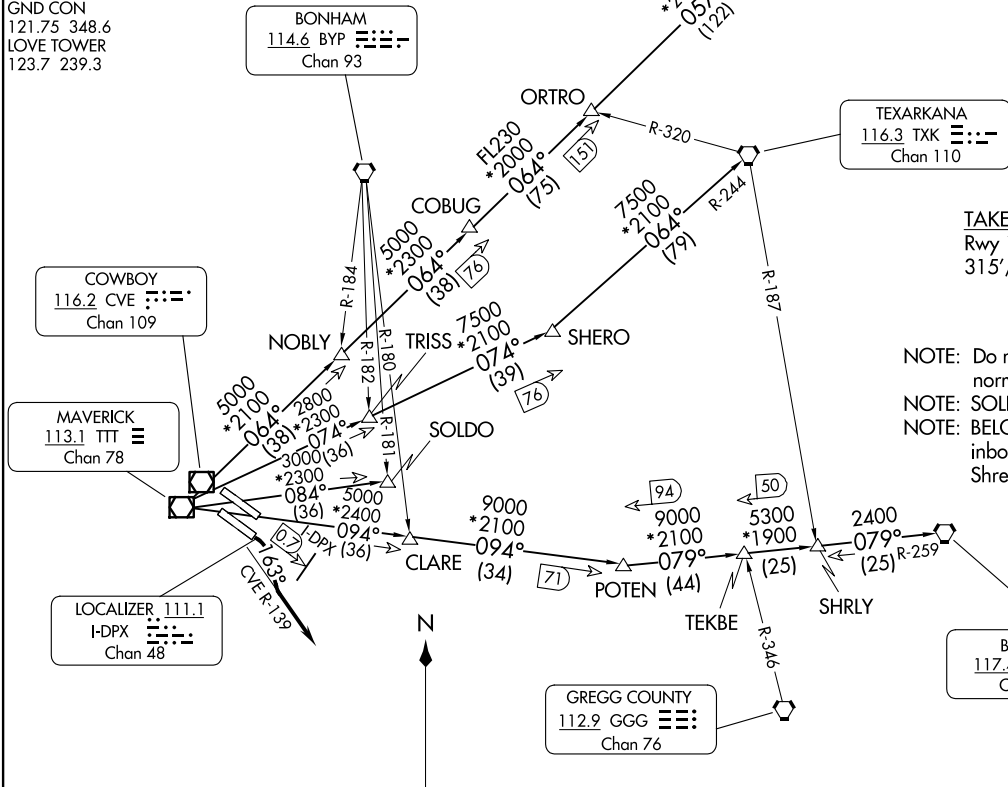 GND CON
121.75 348.6
LOVE TOWER
123.7 239.3
BONHAM
114.6 BYP
Chan 93
057°
(122)
ORTRO
R-320
TEXARKANA
116.3 TXK
Chan 110
FL230
*2000
064°
(75)
151
COBUG
7500
*2100
064°
(79)
R-244
TAKE
Rwy
315',
5000
*2300
064°
(38)
76
R-184
R-182
R-180
R-181
R-187
COWBOY
116.2 CVE
Chan 109
NOBLY
TRISS
7500
*2100
074°
(39)
76
SHERO
NOTE: Do n
norm
NOTE: SOL
NOTE: BELC
inbo
Shre
MAVERICK
113.1 TTT
Chan 78
5000
*2100
064°
(38)
2800
*2300
074°
(36)
SOLDO
3000
*2300
084°
(36)
5000
*2400
094°
(36)
I-DPX
0.7
CLARE
9000
*2100
094°
(34)
71
94
9000
*2100
079°
(44)
POTEN
50
5300
*1900
(25)
TEKBE
2400
079°
(25)
R-259
SHRLY
163°
CVE R-139
LOCALIZER 111.1
I-DPX
Chan 48
N
R-346
GREGG COUNTY
112.9 GGG
Chan 76
B
117.
C